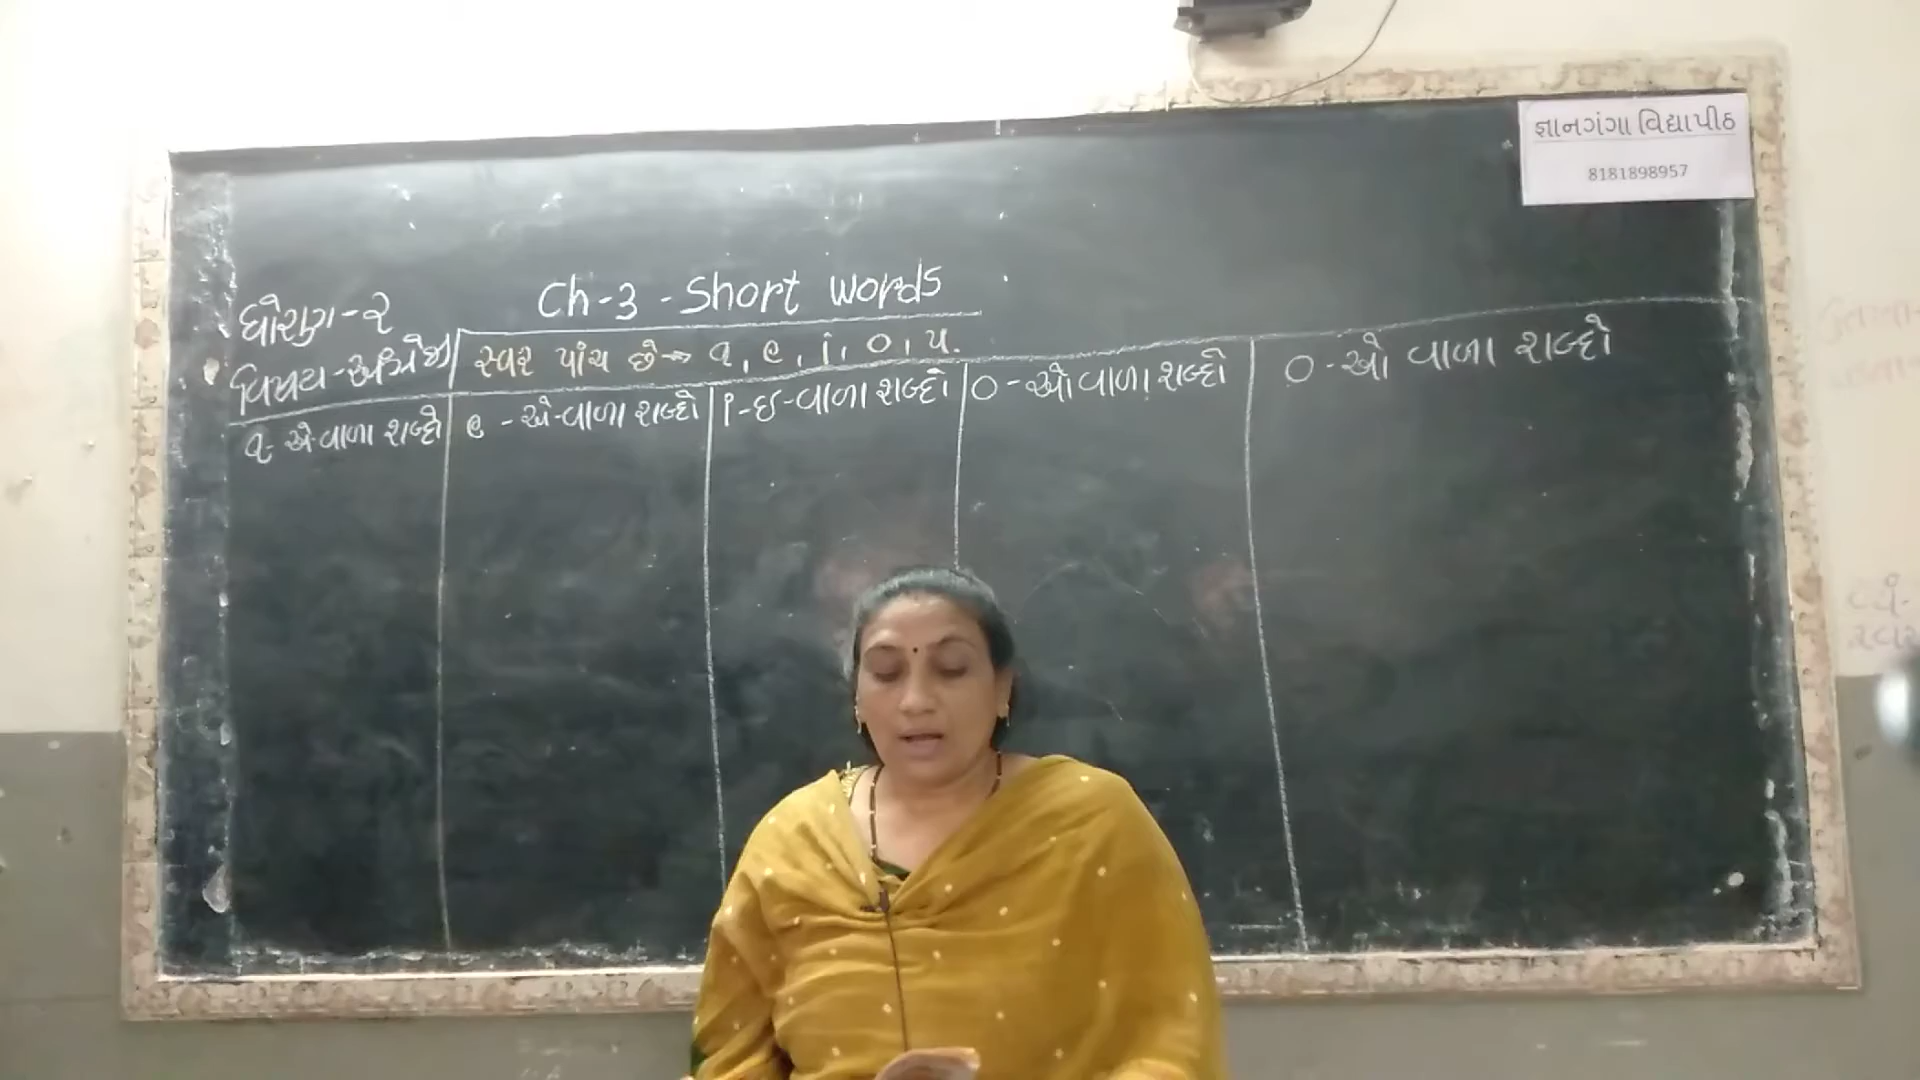 જ્ઞાનગંગા વિદ્યાપીઠ
8181898957
Ch-3 - Short words
ધોરણ-૨
વિષય-અંગ્રેજી
સ્વર પાંચ છે → a, e, i, o, u.
a- એ-વાળા શબ્દો
e - એ-વાળા શબ્દો
i-ઇ-વાળા શબ્દો
o-ઓ વાળા શબ્દો
o-ઓ વાળા શબ્દો